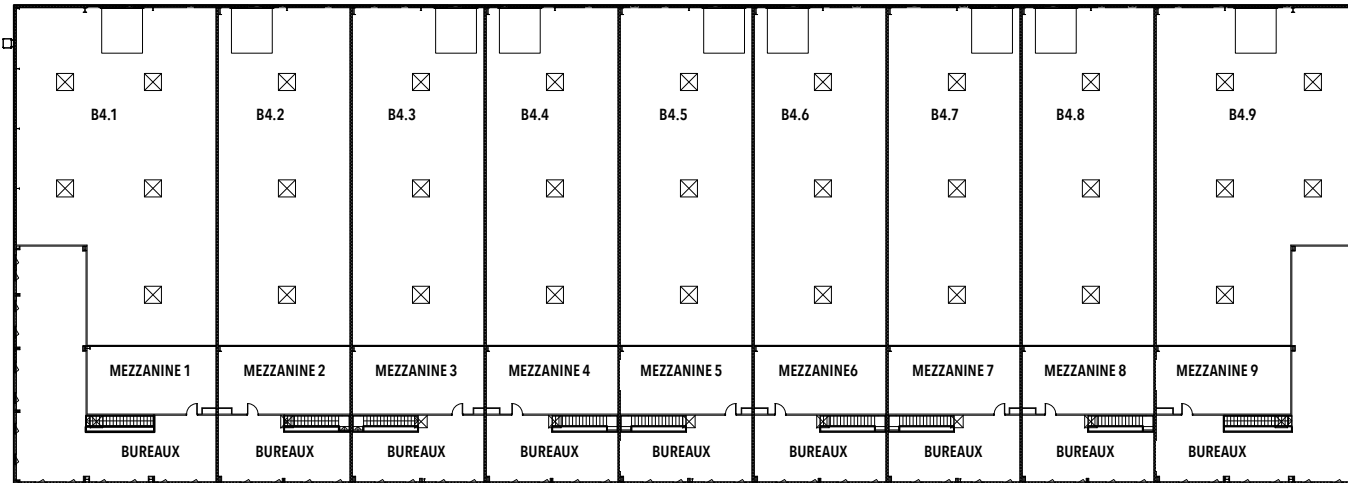 B4.1
B4.2
B4.3
B4.4
B4.5
B4.6
B4.7
B4.8
B4.9
MEZZANINE 1
MEZZANINE 2
MEZZANINE 3
MEZZANINE 4
MEZZANINE 5
MEZZANINE6
MEZZANINE 7
MEZZANINE 8
MEZZANINE 9
BUREAUX
BUREAUX
BUREAUX
BUREAUX
BUREAUX
BUREAUX
BUREAUX
BUREAUX
BUREAUX